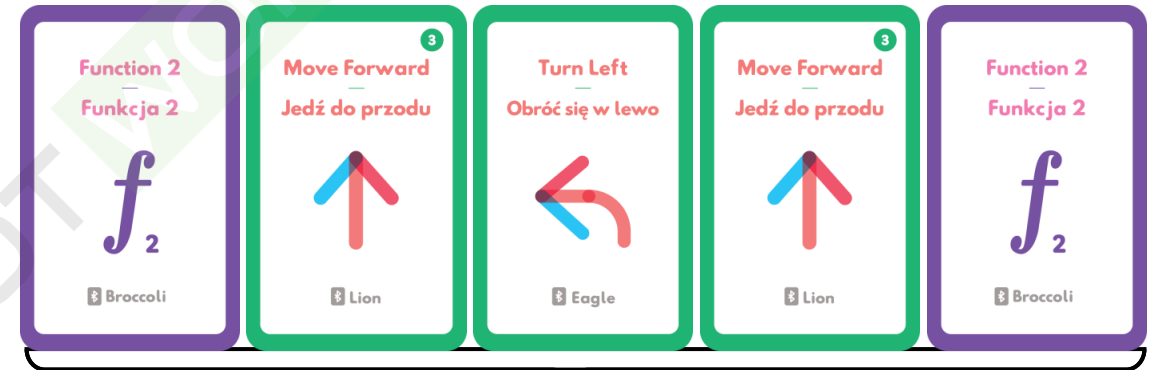 Function 2
Funkcja 2
f2
Broccoli
3
Move Forward
Jedź do przodu
Lion
Turn Left
Obróć się w lewo
Eagle
3
Move Forward
Jedź do przodu
Lion
Function 2
Funkcja 2
f2
Broccoli